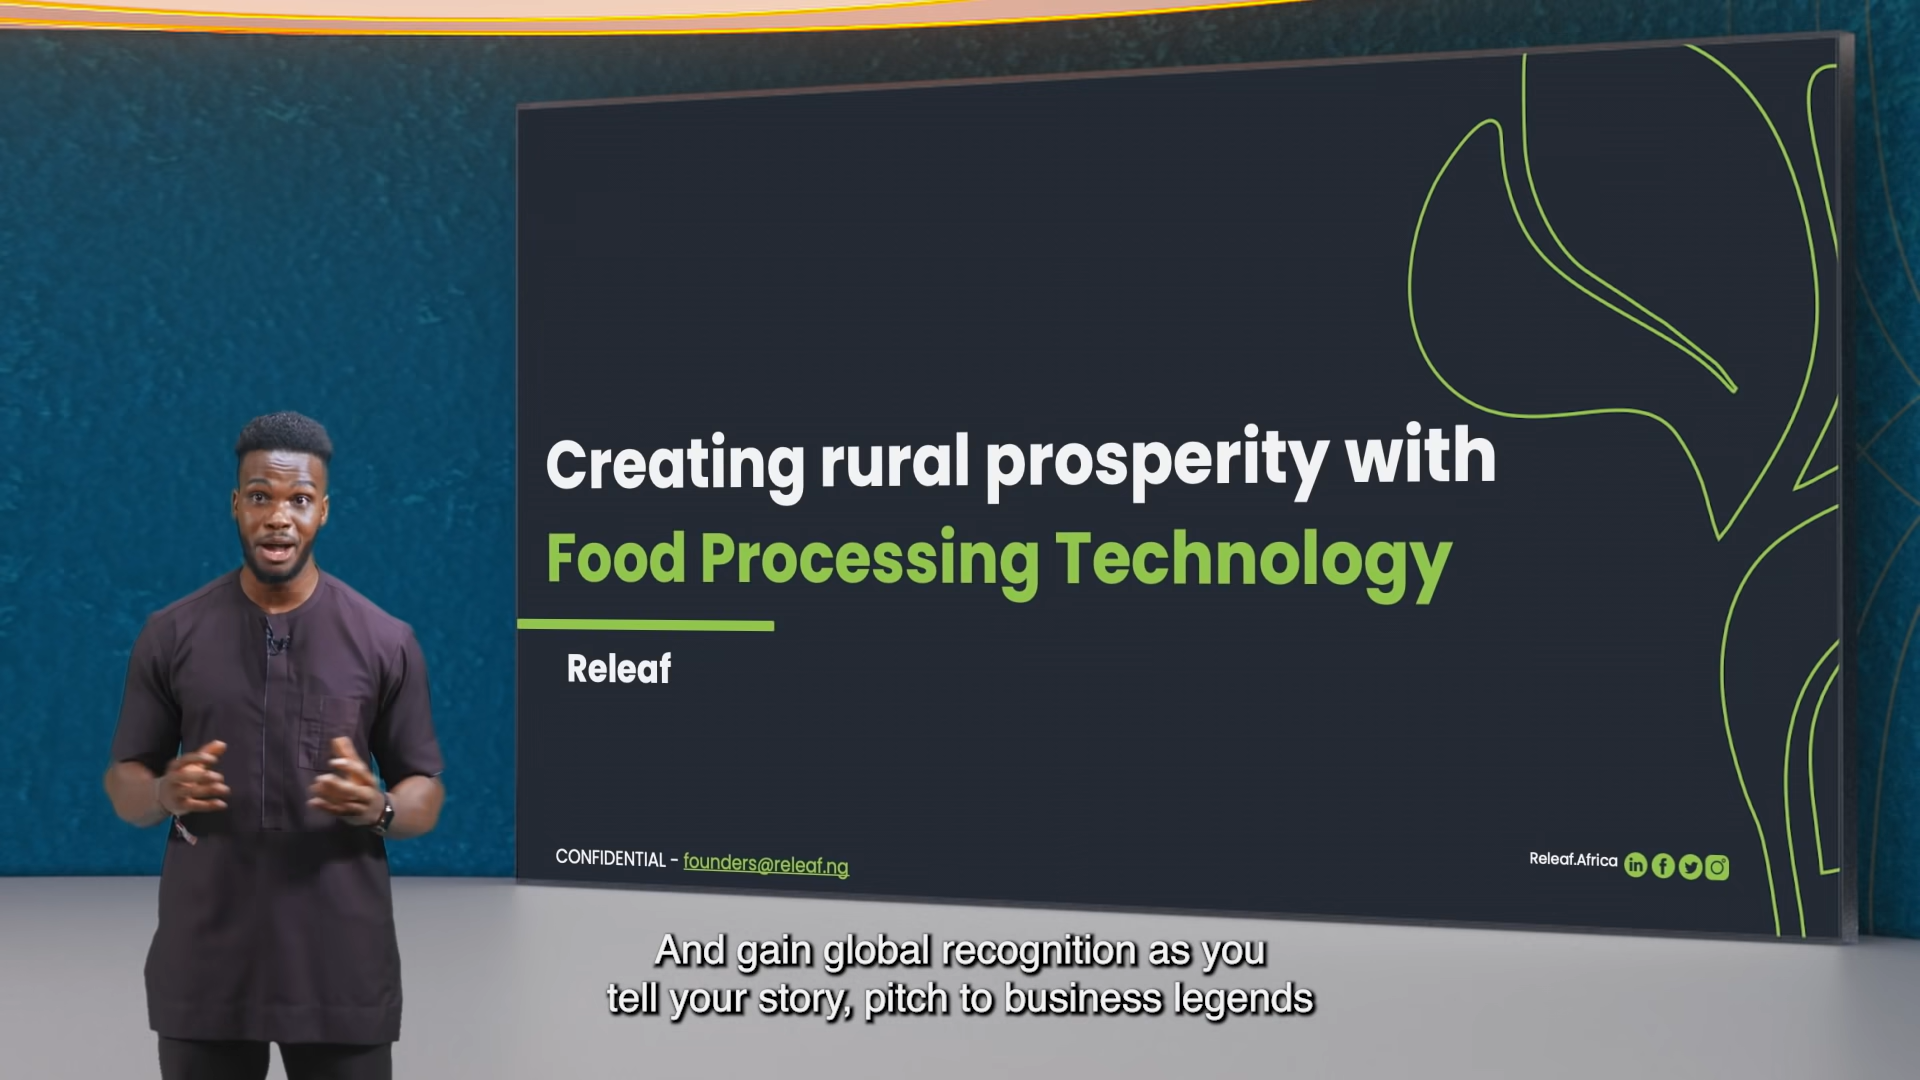 Creating rural prosperity with
Food Processing Technology
Releaf
CONFIDENTIAL - founders@releaf.ng
Releaf.Africa
And gain global recognition as you
tell your story, pitch to business legends